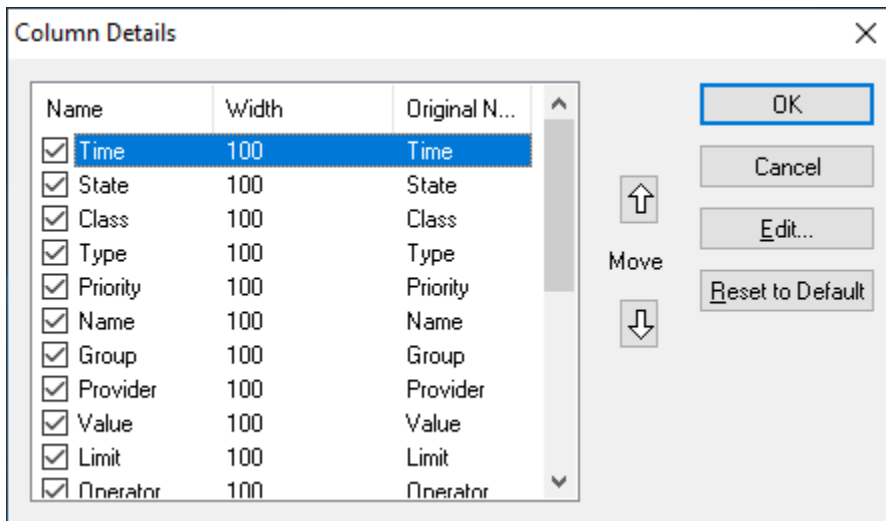 Column Details
Name Width Original N...
Time 100 Time
State 100 State
Class 100 Class
Type 100 Type
Priority 100 Priority
Name 100 Name
Group 100 Group
Provider 100 Provider
Value 100 Value
Limit 100 Limit
Operator 100 Operator
Move
OK
Cancel
Edit...
Reset to Default